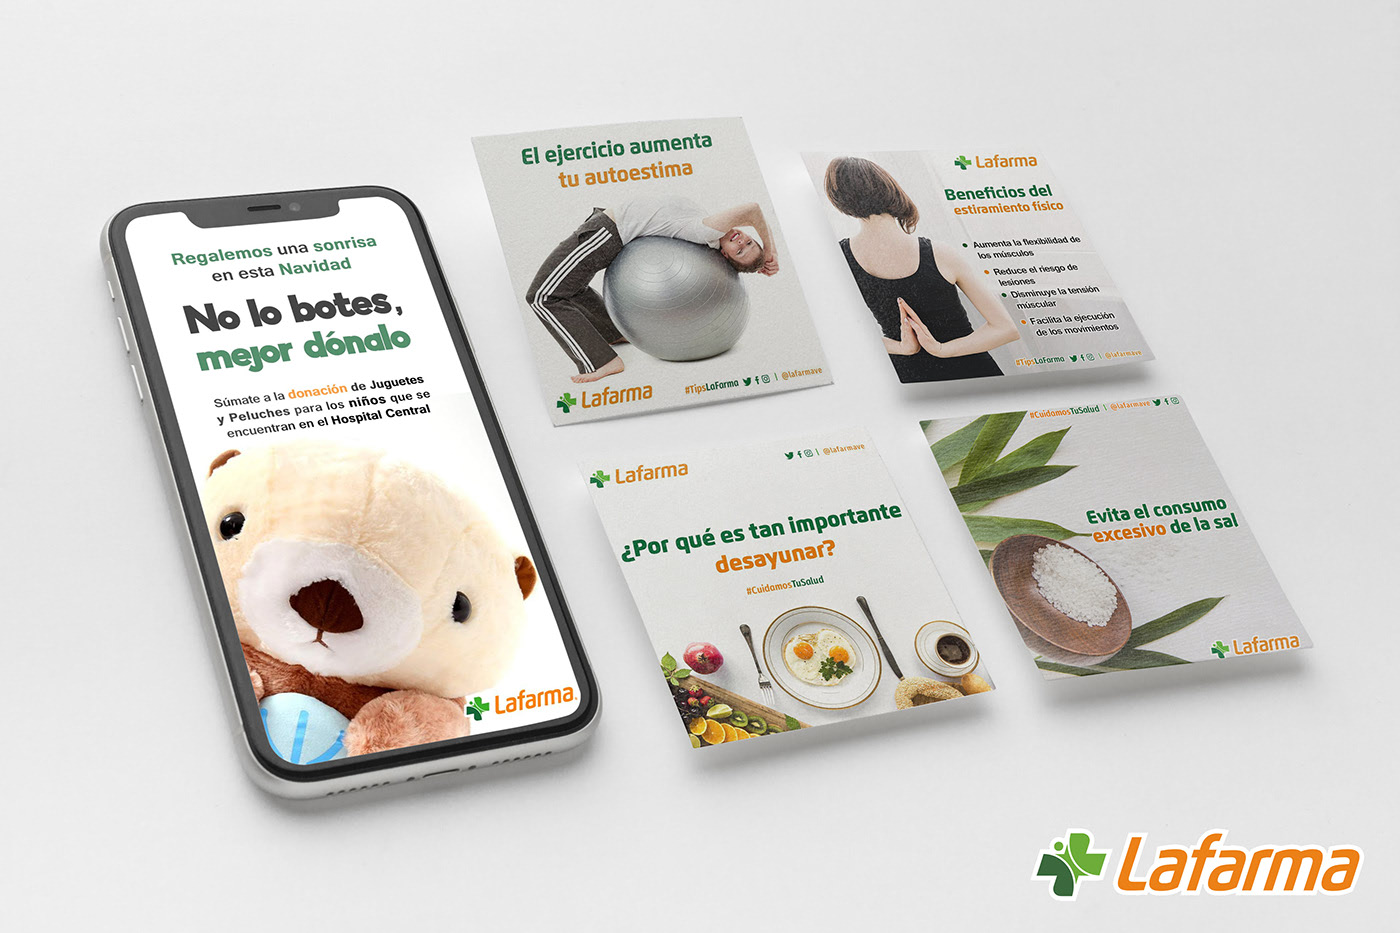 Regalemos una sonrisa
en esta Navidad
No lo botes,
mejor dónalo
Súmate a la donación de Juguetes
y Peluches para los niños que se
encuentran en el Hospital Central
Lafarma
El ejercicio aumenta
tu autoestima
Lafarma
#TipsLaFarma | @lafarmave
Lafarma
Beneficios del
estiramiento físico
Aumenta la flexibilidad de
los músculos
Reduce el riesgo de
lesiones
Disminuye la tensión
múscular
Facilita la ejecución
de los movimientos
#TipsLaFarma | @lafarmave
Lafarma
| @lafarmave
¿Por qué es tan importante
desayunar?
#CuidamosTuSalud
#CuidamosTuSalud | @lafarmave
Evita el consumo
excesivo de la sal
Lafarma
Lafarma